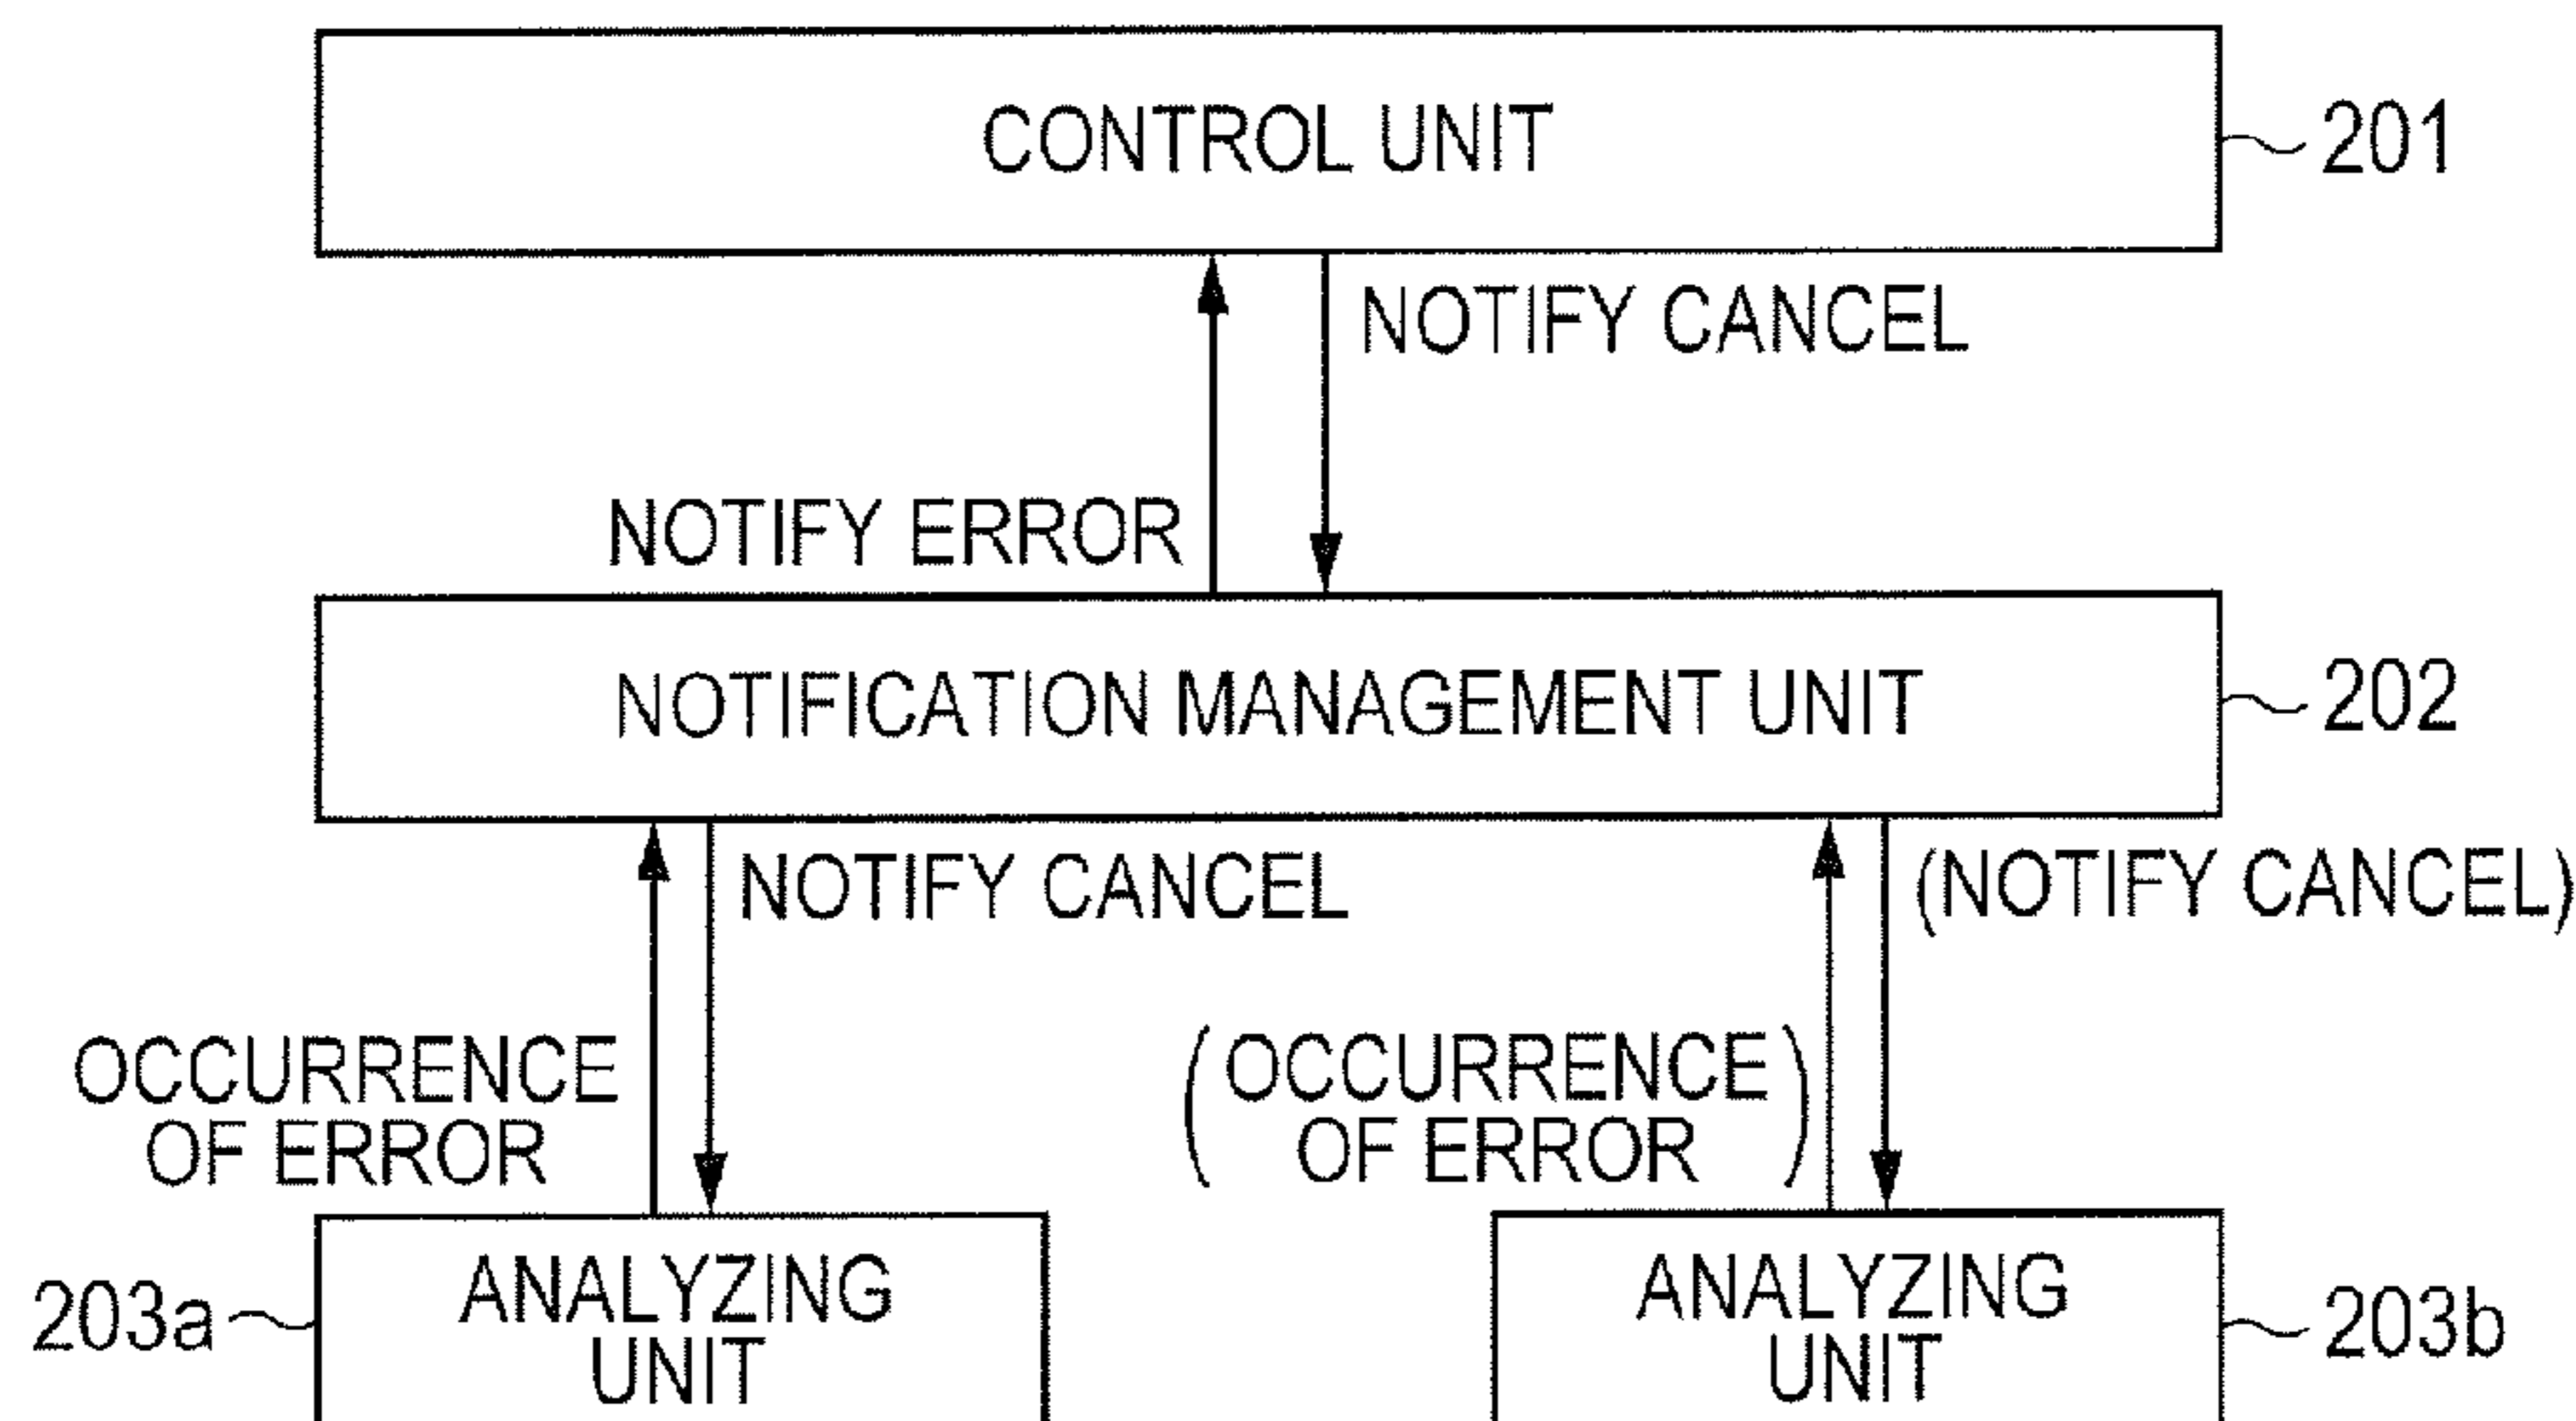 CONTROL UNIT
201
NOTIFY CANCEL
NOTIFY ERROR
NOTIFICATION MANAGEMENT UNIT
202
NOTIFY CANCEL
(NOTIFY CANCEL)
OCCURRENCE
OF ERROR
(OCCURRENCE
OF ERROR)
203a
ANALYZING
UNIT
ANALYZING
UNIT
203b